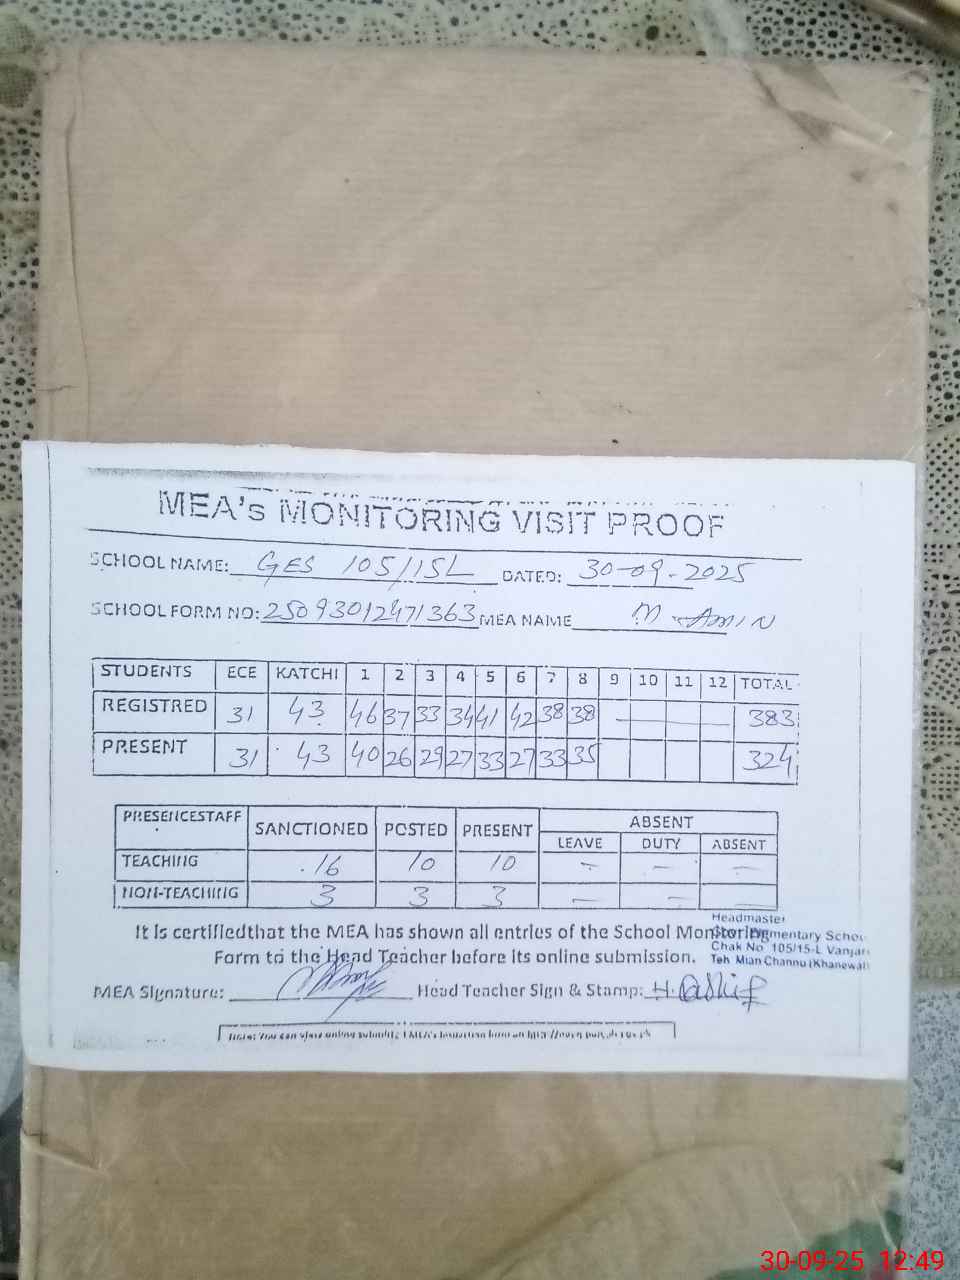 MEA's MONITORING VISIT PROOF
SCHOOL NAME: GES 105/15L DATED: 30-09-2025
SCHOOL FORM NO: 25093012471363 MEA NAME M. AMIN
STUDENTS ECE KATCHI 1 2 3 4 5 6 7 8 9 10 11 12 TOTAL
REGISTRED 31 43 46 37 33 34 41 42 38 38 383
PRESENT 31 43 40 26 29 27 33 27 33 35 324
PRESENCESTAFF SANCTIONED POSTED PRESENT ABSENT
LEAVE DUTY ABSENT
TEACHING 16 10 10 - - -
NON-TEACHING 3 3 3 - - -
Headmaster
It is certifiedthat the MEA has shown all entries of the School Monitoring
Elementary School
Chak No 105/15-L Vanjari
Form to the Head Teacher before its online submission.
Teh Mian Channu (Khanewal)
MEA Signature: Head Teacher Sign & Stamp:
30-09-25 12:49